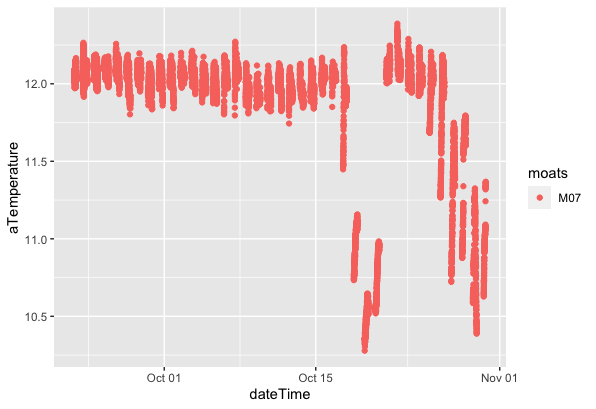 12.0
11.5
11.0
10.5
aTemperature
Oct 01
Oct 15
Nov 01
dateTime
moats
M07